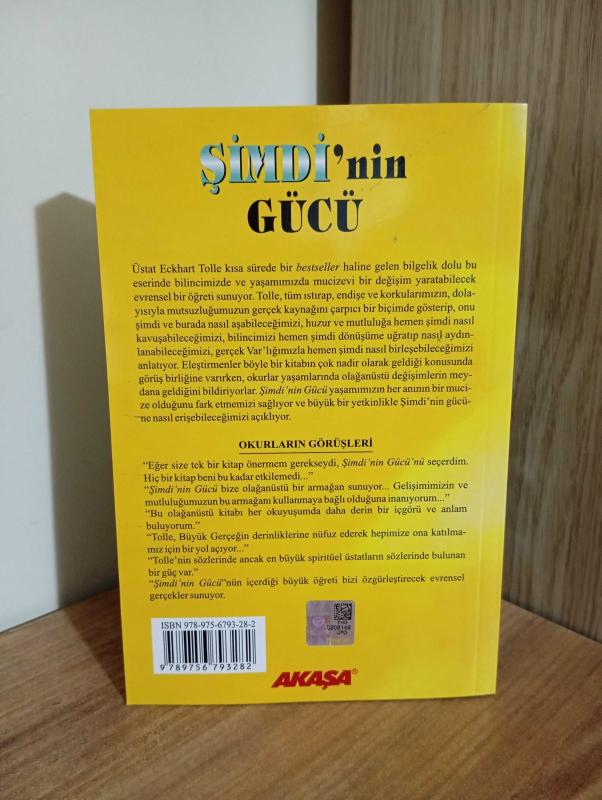 ŞİMDİ'nin
GÜCÜ
Üstat Eckhart Tolle kısa sürede bir bestseller haline gelen bilgelik dolu bu
eserinde bilincimizde ve yaşamımızda mucizevi bir değişim yaratabilecek
evrensel bir öğreti sunuyor. Tolle, tüm ıstırap, endişe ve korkularımızın, dola-
yısıyla mutsuzluğumuzun gerçek kaynağını çarpıcı bir biçimde gösterip, onu
şimdi ve burada nasıl aşabileceğimizi, huzur ve mutluluğa hemen şimdi nasıl
kavuşabileceğimizi, bilincimizi hemen şimdi dönüşüme uğratıp nasıl aydın-
lanabileceğimizi, gerçek Var'lığımızla hemen şimdi nasıl birleşebileceğimizi
anlatıyor. Eleştirmenler böyle bir kitabın çok nadir olarak geldiği konusunda
görüş birliğine varırken, okurlar yaşamlarında olağanüstü değişimlerin mey-
dana geldiğini bildiriyorlar. Şimdi'nin Gücü yaşamımızın her anının bir muci-
ze olduğunu fark etmemizi sağlıyor ve büyük bir yetkinlikle Şimdi'nin gücü-
ne nasıl erişebileceğimizi açıklıyor.
OKURLARIN GÖRÜŞLERİ
“Eğer size tek bir kitap önermem gerekseydi, Şimdi'nin Gücü'nü seçerdim.
Hiç bir kitap beni bu kadar etkilemedi...”
“Şimdi'nin Gücü bize olağanüstü bir armağan sunuyor... Gelişimimizin ve
mutluluğumuzun bu armağanı kullanmaya bağlı olduğuna inanıyorum...”
“Bu olağanüstü kitabı her okuyuşumda daha derin bir içgörü ve anlam
buluyorum.”
“Tolle, Büyük Gerçeğin derinliklerine nüfuz ederek hepimize ona katılma-
mız için bir yol açıyor...”
“Tolle'nin sözlerinde ancak en büyük spiritüel üstatların sözlerinde bulunan
bir güç var.”
“Şimdi'nin Gücü”nün içerdiği büyük öğreti bizi özgürleştirecek evrensel
gerçekler sunuyor.
ISBN 978-975-6793-28-2
9 789756 793282
AKAŞA